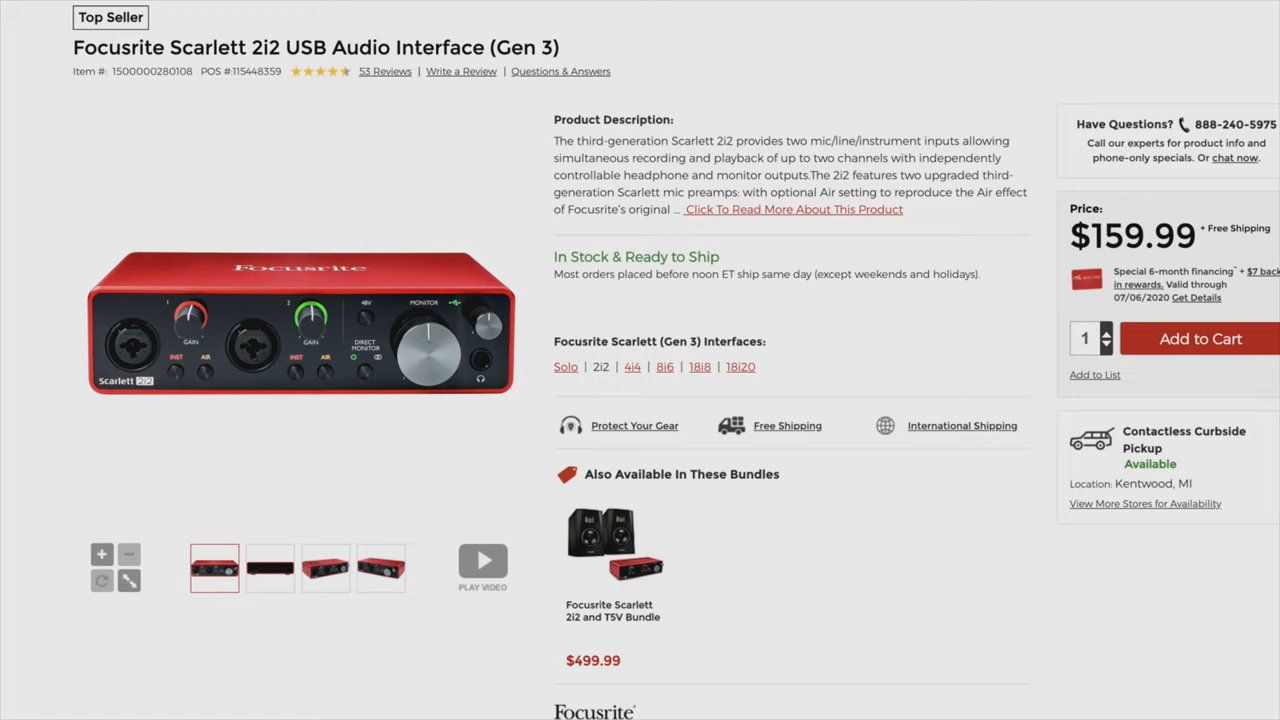 Top Seller
Focusrite Scarlett 2i2 USB Audio Interface (Gen 3)
Item #: 1500000280108 POS #:115448359 53 Reviews | Write a Review | Questions & Answers
Product Description:
The third-generation Scarlett 2i2 provides two mic/line/instrument inputs allowing
simultaneous recording and playback of up to two channels with independently
controllable headphone and monitor outputs.The 2i2 features two upgraded third-
generation Scarlett mic preamps: with optional Air setting to reproduce the Air effect
of Focusrite's original ... Click To Read More About This Product
In Stock & Ready to Ship
Most orders placed before noon ET ship same day (except weekends and holidays).
Focusrite Scarlett (Gen 3) Interfaces:
Solo | 2i2 | 4i4 | 8i6 | 18i8 | 18i20
Protect Your Gear
Free Shipping
International Shipping
Also Available In These Bundles
Focusrite Scarlett
2i2 and T5V Bundle
$499.99
Focusrite
Have Questions? 888-240-5975
Call our experts for product info and
phone-only specials. Or chat now.
Price:
$159.99 + Free Shipping
Special 6-month financing^ + $7 back
in rewards. Valid through
07/06/2020 Get Details
1
Add to Cart
Add to List
Contactless Curbside
Pickup
Available
Location: Kentwood, MI
View More Stores for Availability
Focusrite
1
2
48V
MONITOR
GAIN
GAIN
DIRECT
MONITOR
INST AIR
INST AIR
Scarlett 2i2
PLAY VIDEO